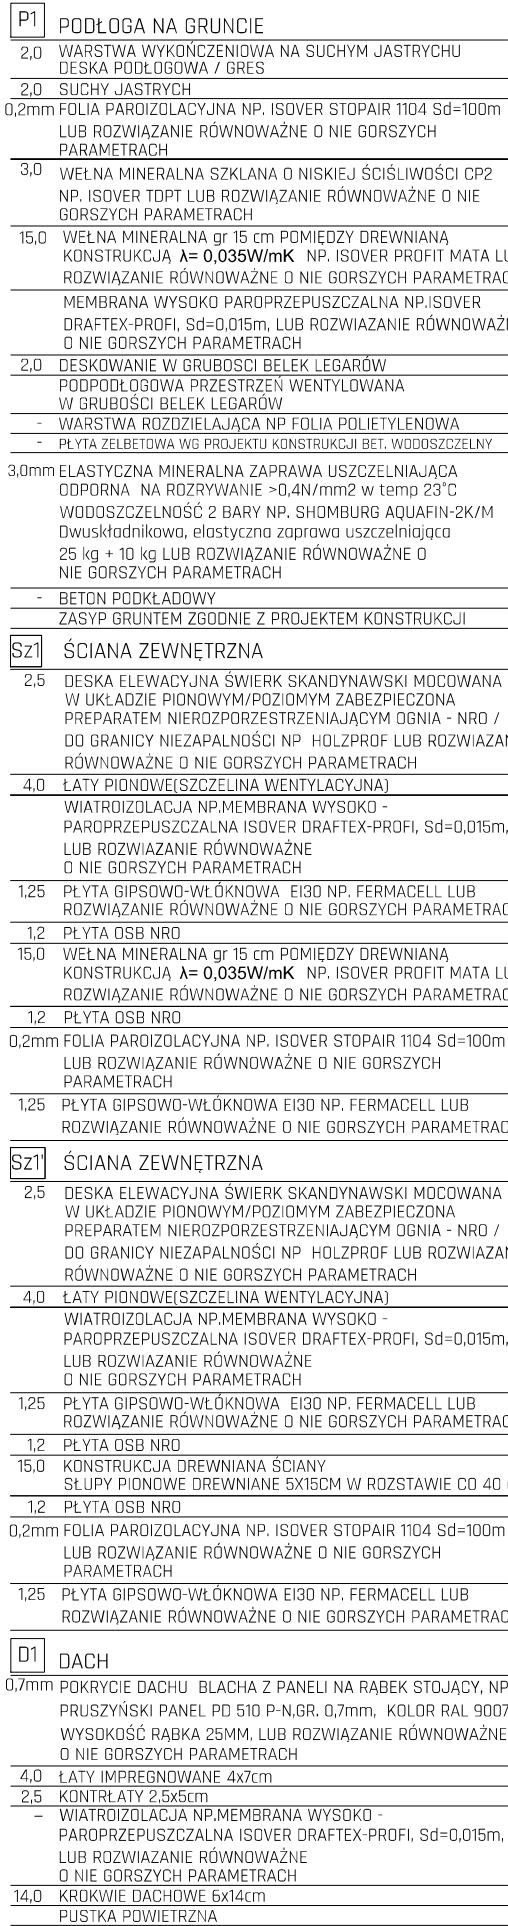 P1 PODŁOGA NA GRUNCIE
2,0 WARSTWA WYKOŃCZENIOWA NA SUCHYM JASTRYCHU
DESKA PODŁOGOWA / GRES
2,0 SUCHY JASTRYCH
0,2mm FOLIA PAROIZOLACYJNA NP. ISOVER STOPAIR 1104 Sd=100m
LUB ROZWIĄZANIE RÓWNOWAŻNE O NIE GORSZYCH
PARAMETRACH
3,0 WEŁNA MINERALNA SZKLANA O NISKIEJ ŚCIŚLIWOŚCI CP2
NP. ISOVER TDPT LUB ROZWIĄZANIE RÓWNOWAŻNE O NIE
GORSZYCH PARAMETRACH
15,0 WEŁNA MINERALNA gr 15 cm POMIĘDZY DREWNIANĄ
KONSTRUKCJĄ λ= 0,035W/mK NP. ISOVER PROFIT MATA LU
ROZWIĄZANIE RÓWNOWAŻNE O NIE GORSZYCH PARAMETRAC
MEMBRANA WYSOKO PAROPRZEPUSZCZALNA NP.ISOVER
DRAFTEX-PROFI, Sd=0,015m, LUB ROZWIAZANIE RÓWNOWAŻN
O NIE GORSZYCH PARAMETRACH
2,0 DESKOWANIE W GRUBOSCI BELEK LEGARÓW
PODPODŁOGOWA PRZESTRZEŃ WENTYLOWANA
W GRUBOŚCI BELEK LEGARÓW
- WARSTWA ROZDZIELAJĄCA NP FOLIA POLIETYLENOWA
- PŁYTA ZELBETOWA WG PROJEKTU KONSTRUKCJI BET. WODOSZCZELNY
3,0mm ELASTYCZNA MINERALNA ZAPRAWA USZCZELNIAJĄCA
ODPORNA NA ROZRYWANIE >0,4N/mm2 w temp 23°C
WODOSZCZELNOŚĆ 2 BARY NP. SHOMBURG AQUAFIN-2K/M
Dwuskładnikowa, elastyczna zaprawa uszczelniająca
25 kg + 10 kg LUB ROZWIĄZANIE RÓWNOWAŻNE O
NIE GORSZYCH PARAMETRACH
- BETON PODKŁADOWY
ZASYP GRUNTEM ZGODNIE Z PROJEKTEM KONSTRUKCJI
Sz1 ŚCIANA ZEWNĘTRZNA
2,5 DESKA ELEWACYJNA ŚWIERK SKANDYNAWSKI MOCOWANA
W UKŁADZIE PIONOWYM/POZIOMYM ZABEZPIECZONA
PREPARATEM NIEROZPORZESTRZENIAJĄCYM OGNIA - NRO /
DO GRANICY NIEZAPALNOŚCI NP HOLZPROF LUB ROZWIAZAN
RÓWNOWAŻNE O NIE GORSZYCH PARAMETRACH
4,0 ŁATY PIONOWE(SZCZELINA WENTYLACYJNA)
WIATROIZOLACJA NP.MEMBRANA WYSOKO -
PAROPRZEPUSZCZALNA ISOVER DRAFTEX-PROFI, Sd=0,015m,
LUB ROZWIAZANIE RÓWNOWAŻNE
O NIE GORSZYCH PARAMETRACH
1,25 PŁYTA GIPSOWO-WŁÓKNOWA EI30 NP. FERMACELL LUB
ROZWIĄZANIE RÓWNOWAŻNE O NIE GORSZYCH PARAMETRAC
1,2 PŁYTA OSB NRO
15,0 WEŁNA MINERALNA gr 15 cm POMIĘDZY DREWNIANĄ
KONSTRUKCJĄ λ= 0,035W/mK NP. ISOVER PROFIT MATA LU
ROZWIĄZANIE RÓWNOWAŻNE O NIE GORSZYCH PARAMETRAC
1,2 PŁYTA OSB NRO
0,2mm FOLIA PAROIZOLACYJNA NP. ISOVER STOPAIR 1104 Sd=100m
LUB ROZWIĄZANIE RÓWNOWAŻNE O NIE GORSZYCH
PARAMETRACH
1,25 PŁYTA GIPSOWO-WŁÓKNOWA EI30 NP. FERMACELL LUB
ROZWIĄZANIE RÓWNOWAŻNE O NIE GORSZYCH PARAMETRAC
Sz1' ŚCIANA ZEWNĘTRZNA
2,5 DESKA ELEWACYJNA ŚWIERK SKANDYNAWSKI MOCOWANA
W UKŁADZIE PIONOWYM/POZIOMYM ZABEZPIECZONA
PREPARATEM NIEROZPORZESTRZENIAJĄCYM OGNIA - NRO /
DO GRANICY NIEZAPALNOŚCI NP HOLZPROF LUB ROZWIAZAN
RÓWNOWAŻNE O NIE GORSZYCH PARAMETRACH
4,0 ŁATY PIONOWE(SZCZELINA WENTYLACYJNA)
WIATROIZOLACJA NP.MEMBRANA WYSOKO -
PAROPRZEPUSZCZALNA ISOVER DRAFTEX-PROFI, Sd=0,015m,
LUB ROZWIAZANIE RÓWNOWAŻNE
O NIE GORSZYCH PARAMETRACH
1,25 PŁYTA GIPSOWO-WŁÓKNOWA EI30 NP. FERMACELL LUB
ROZWIĄZANIE RÓWNOWAŻNE O NIE GORSZYCH PARAMETRAC
1,2 PŁYTA OSB NRO
15,0 KONSTRUKCJA DREWNIANA ŚCIANY
SŁUPY PIONOWE DREWNIANE 5X15CM W ROZSTAWIE CO 40
1,2 PŁYTA OSB NRO
0,2mm FOLIA PAROIZOLACYJNA NP. ISOVER STOPAIR 1104 Sd=100m
LUB ROZWIĄZANIE RÓWNOWAŻNE O NIE GORSZYCH
PARAMETRACH
1,25 PŁYTA GIPSOWO-WŁÓKNOWA EI30 NP. FERMACELL LUB
ROZWIĄZANIE RÓWNOWAŻNE O NIE GORSZYCH PARAMETRAC
D1 DACH
0,7mm POKRYCIE DACHU BLACHA Z PANELI NA RĄBEK STOJĄCY, NP
PRUSZYŃSKI PANEL PD 510 P-N,GR. 0,7mm, KOLOR RAL 9007
WYSOKOŚĆ RĄBKA 25MM, LUB ROZWIĄZANIE RÓWNOWAŻNE
O NIE GORSZYCH PARAMETRACH
4,0 ŁATY IMPREGNOWANE 4x7cm
2,5 KONTRŁATY 2,5x5cm
– WIATROIZOLACJA NP.MEMBRANA WYSOKO -
PAROPRZEPUSZCZALNA ISOVER DRAFTEX-PROFI, Sd=0,015m,
LUB ROZWIAZANIE RÓWNOWAŻNE
O NIE GORSZYCH PARAMETRACH
14,0 KROKWIE DACHOWE 6x14cm
PUSTKA POWIETRZNA